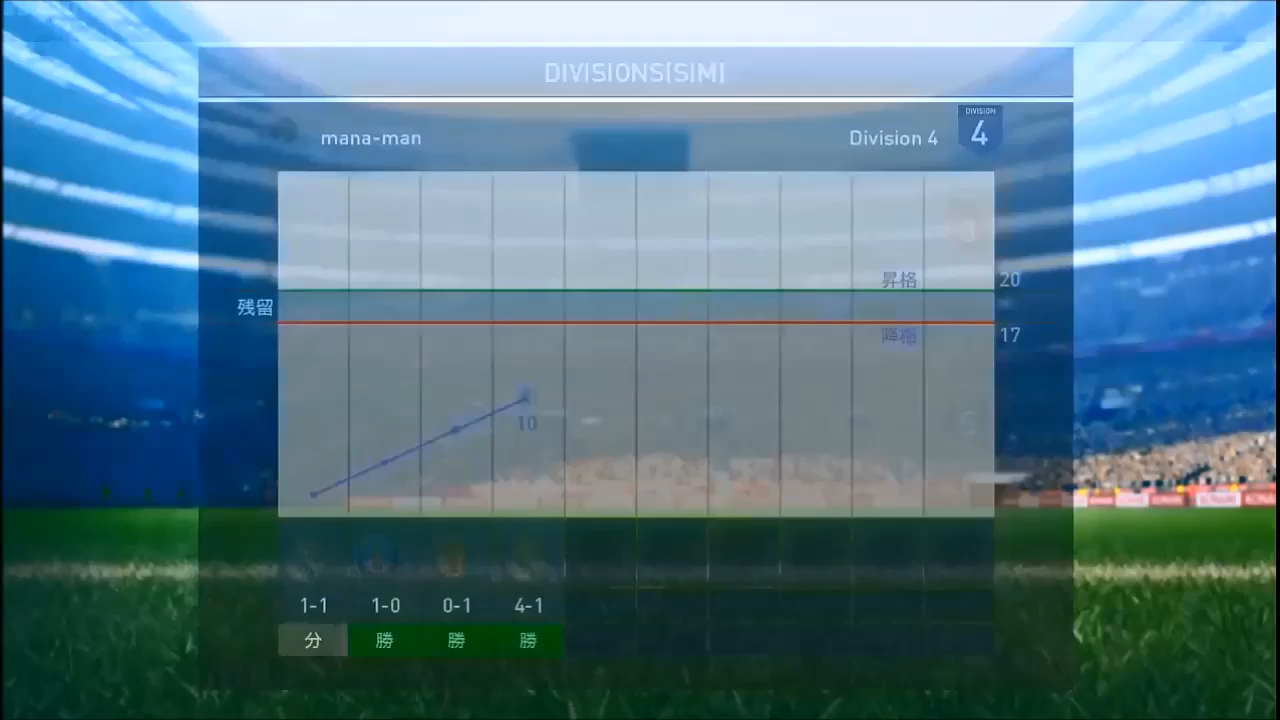 DIVISIONS(SIM)
mana-man
Division 4
DIVISION
4
昇格 20
残留
降格 17
10
1-1 1-0 0-1 4-1
分 勝 勝 勝